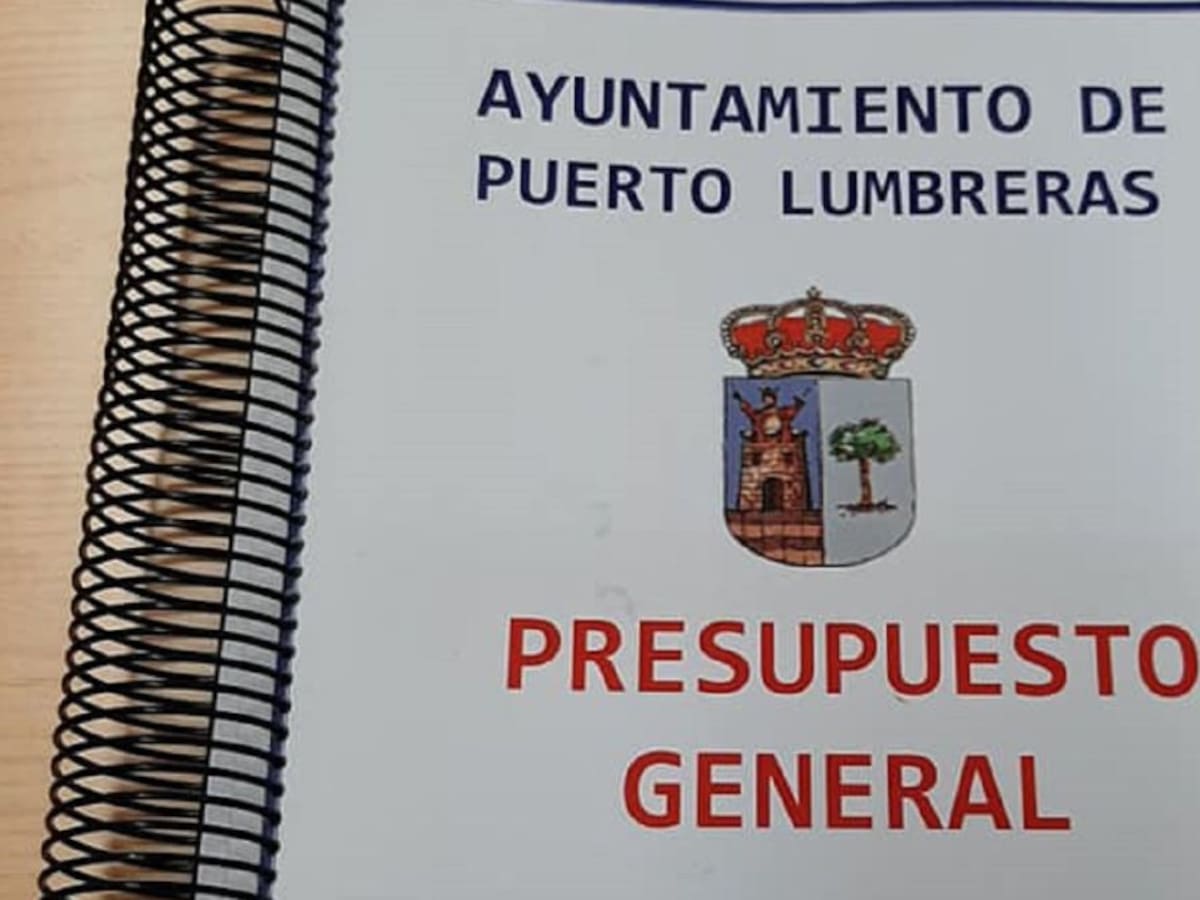 AYUNTAMIENTO DE
PUERTO LUMBRERAS
PRESUPUESTO
GENERAL